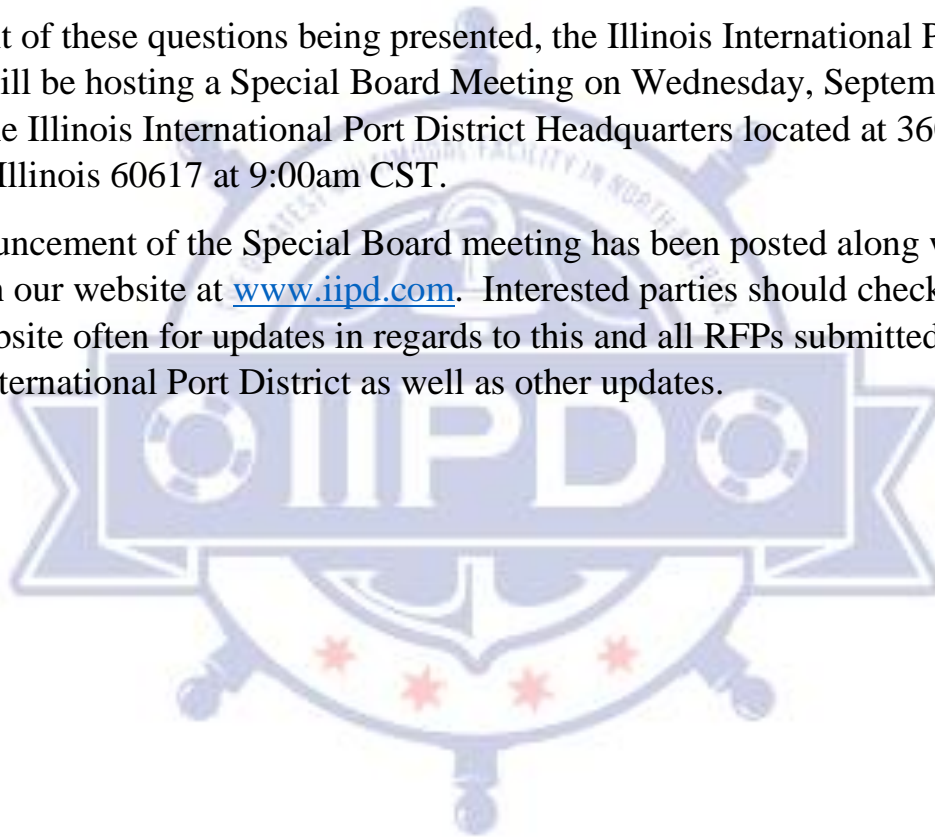 t of these questions being presented, the Illinois International P
ill be hosting a Special Board Meeting on Wednesday, Septem
e Illinois International Port District Headquarters located at 36
Illinois 60617 at 9:00am CST.
uncement of the Special Board meeting has been posted along
n our website at www.iipd.com. Interested parties should check
bsite often for updates in regards to this and all RFPs submitted
ternational Port District as well as other updates.
IIPD